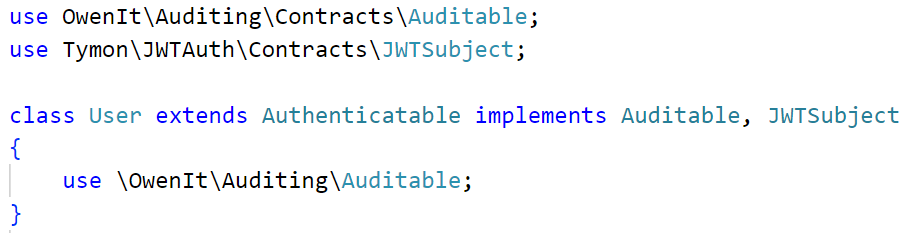 use OwenIt\Auditing\Contracts\Auditable;
use Tymon\JWTAuth\Contracts\JWTSubject;
class User extends Authenticatable implements Auditable, JWTSubject
{
use \OwenIt\Auditing\Auditable;
}